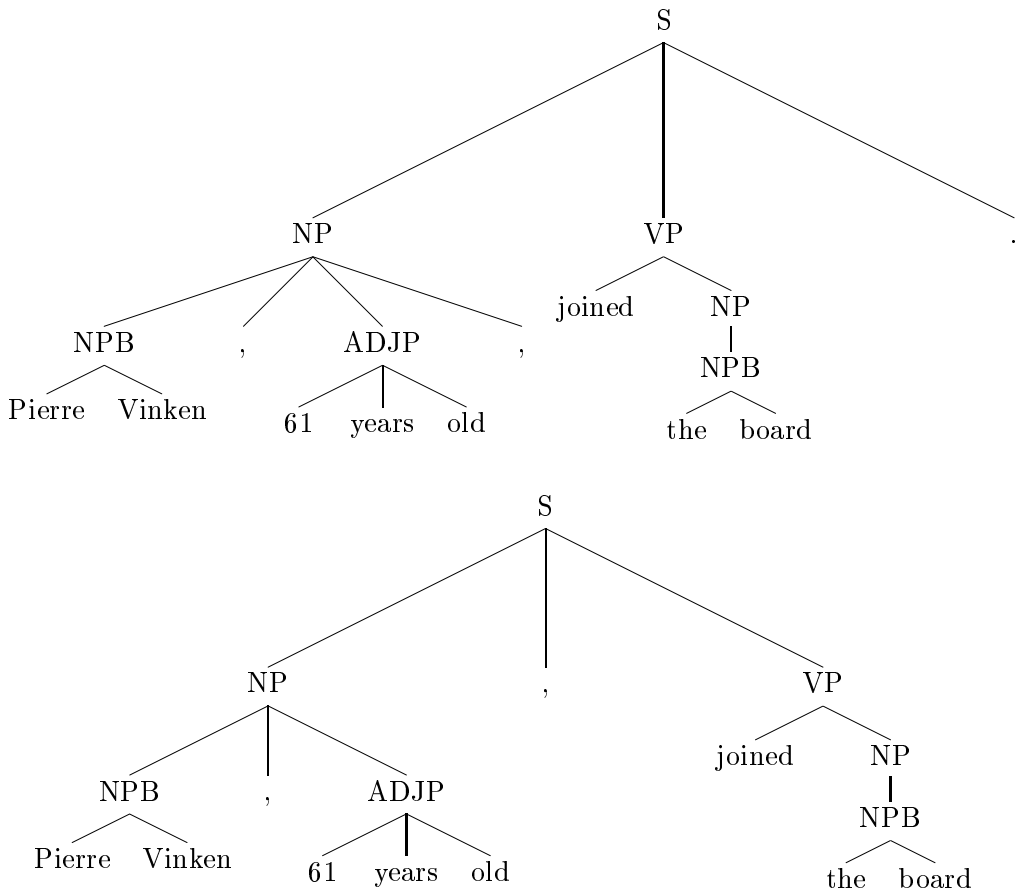 S
NP VP .
NPB , ADJP , joined NP
Pierre Vinken 61 years old NPB
the board
S
NP , VP
NPB , ADJP joined NP
Pierre Vinken 61 years old NPB
the board